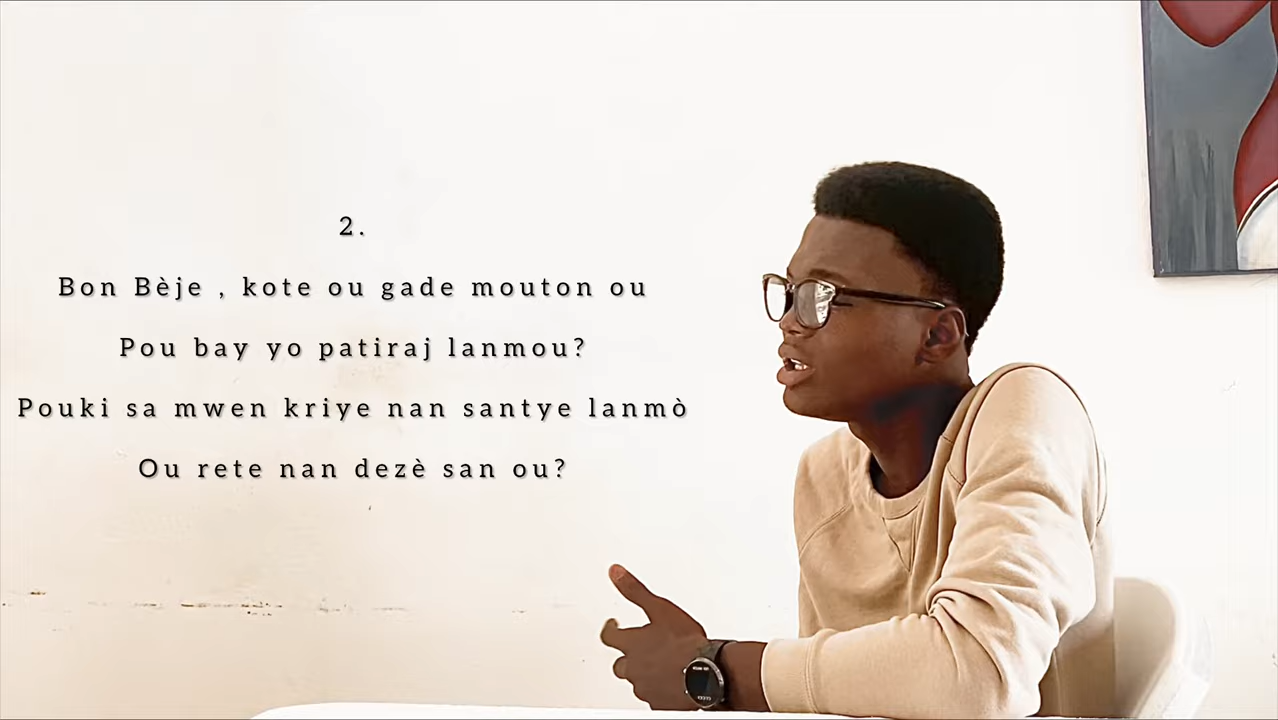 2.
Bon Bèje , kote ou gade mouton ou
Pou bay yo patiraj lanmou?
Pouki sa mwen kriye nan santye lanmò
Ou rete nan dezè san ou?